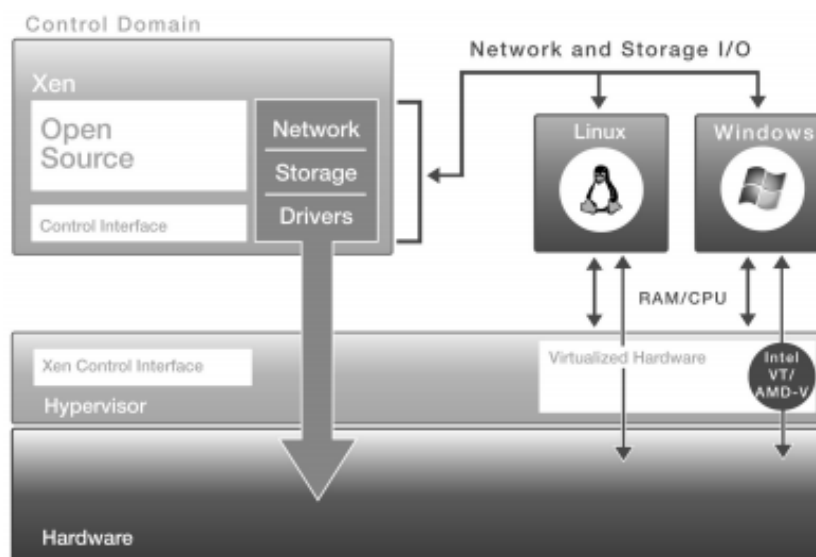 Control Domain
Network and Storage I/O
Xen
Open
Source
Network
Storage
Drivers
Control Interface
Linux
Windows
RAM/CPU
Xen Control Interface
Hypervisor
Virtualized Hardware
Intel
VT/
AMD-V
Hardware